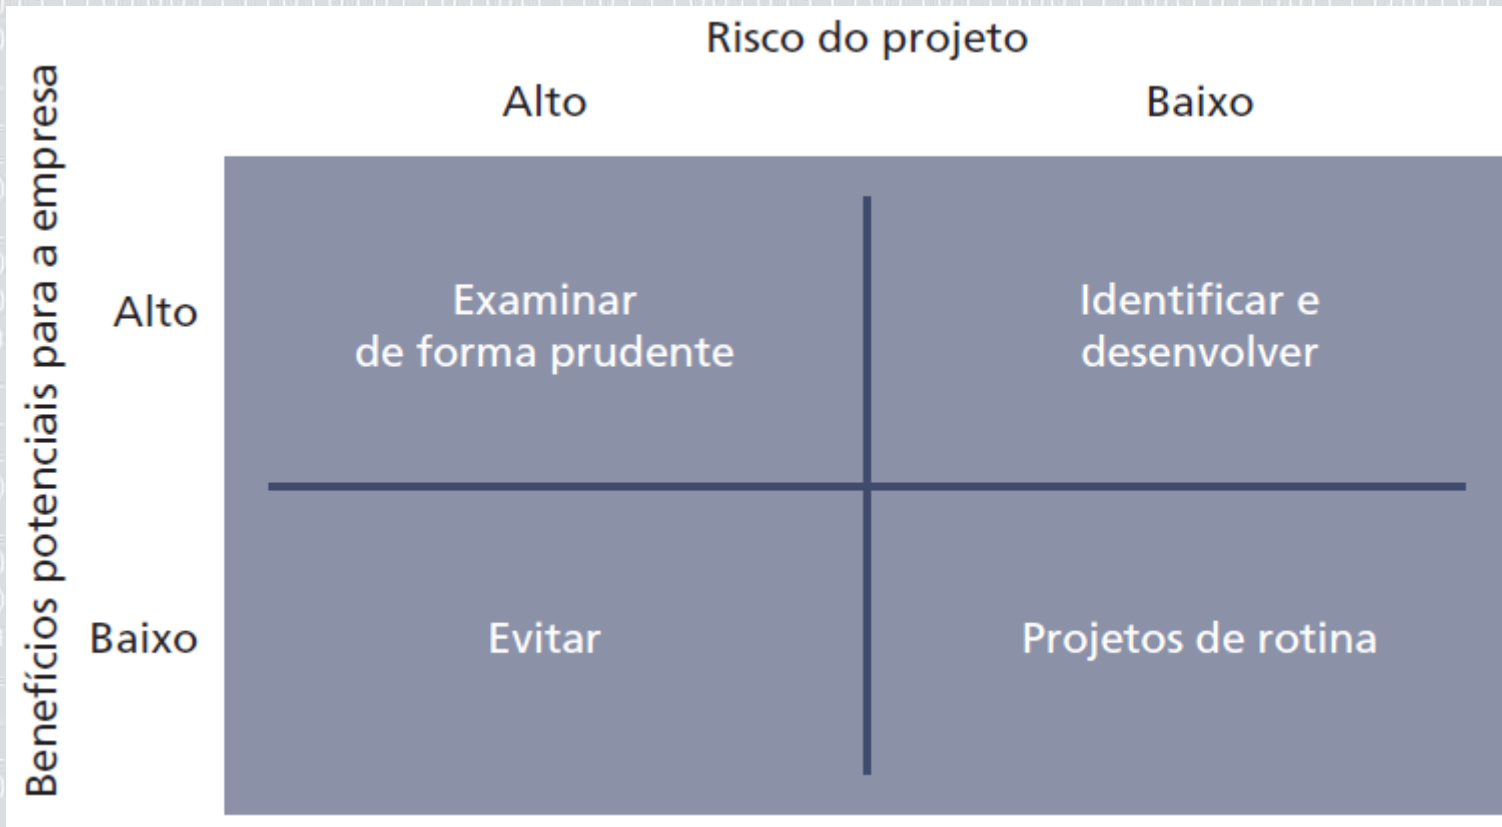 Risco do projeto
Alto
Baixo
Benefícios potenciais para a empresa
Alto
Examinar
de forma prudente
Identificar e
desenvolver
Baixo
Evitar
Projetos de rotina